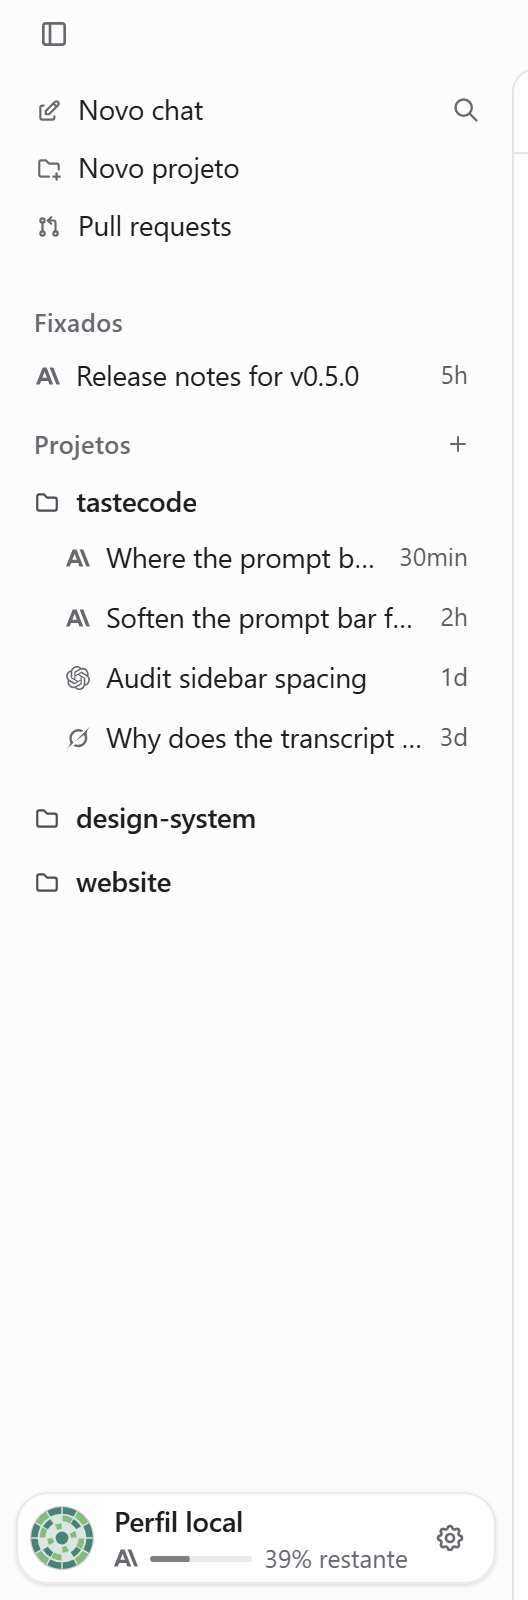 Novo chat
Novo projeto
Pull requests
Fixados
Release notes for v0.5.0 5h
Projetos
tastecode
Where the prompt b... 30min
Soften the prompt bar f... 2h
Audit sidebar spacing 1d
Why does the transcript ... 3d
design-system
website
Perfil local
39% restante